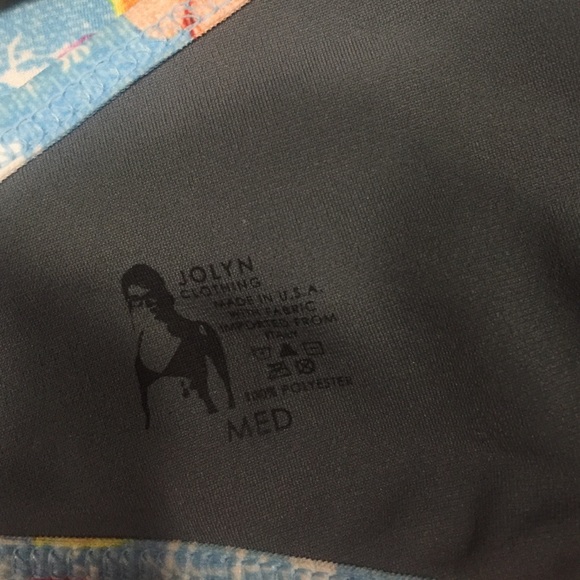 JOLYN
CLOTHING
MADE IN U.S.A.
WITH FABRIC
IMPORTED FROM
ITALY
100% POLYESTER
MED